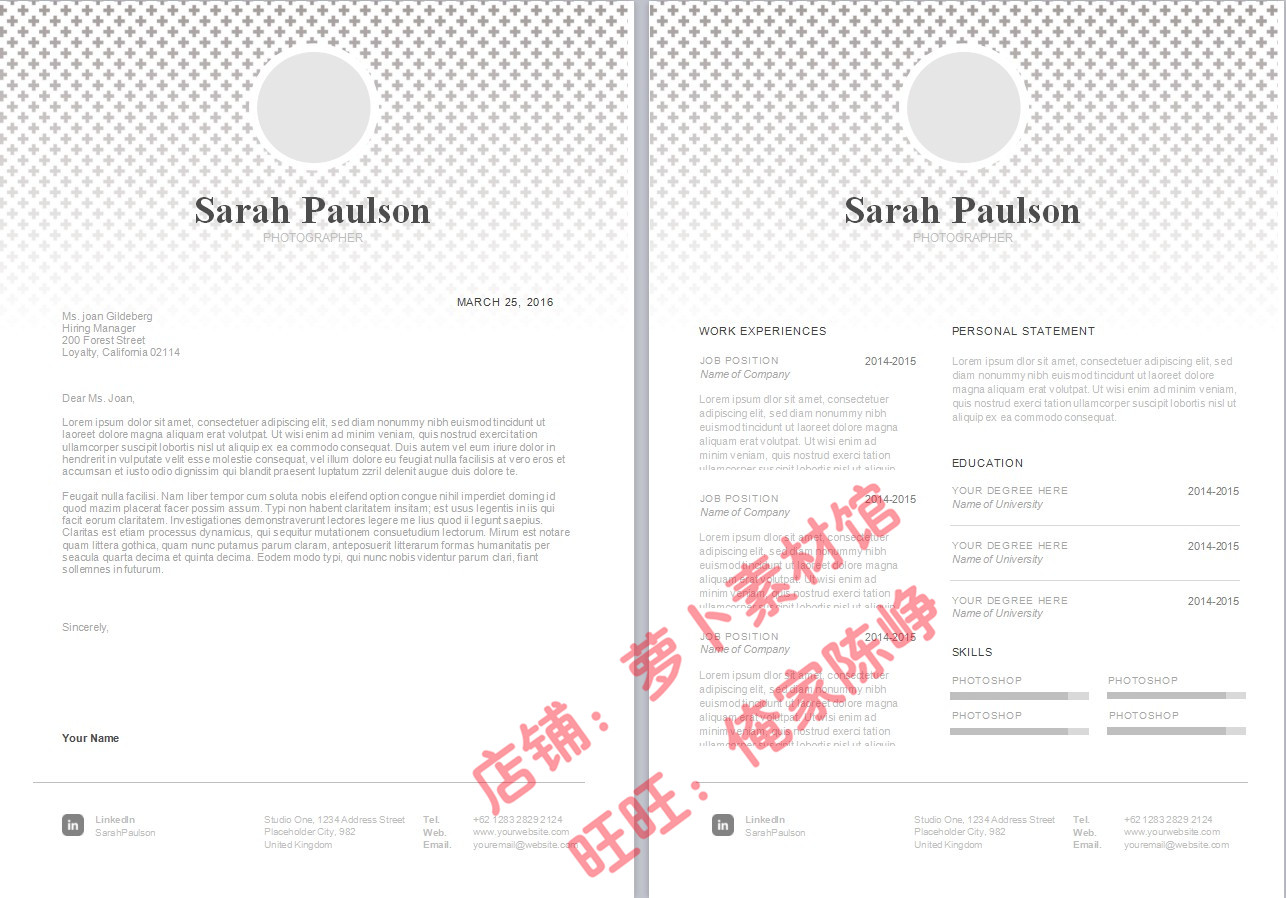 Sarah Paulson
PHOTOGRAPHER
MARCH 25, 2016
Ms. joan Gildeberg
Hiring Manager
200 Forest Street
Loyalty, California 02114
Dear Ms. Joan,
Lorem ipsum dolor sit amet, consectetuer adipiscing elit, sed diam nonummy nibh euismod tincidunt ut
laoreet dolore magna aliquam erat volutpat. Ut wisi enim ad minim veniam, quis nostrud exerci tation
ullamcorper suscipit lobortis nisl ut aliquip ex ea commodo consequat. Duis autem vel eum iriure dolor in
hendrerit in vulputate velit esse molestie consequat, vel illum dolore eu feugiat nulla facilisis at vero eros et
accumsan et iusto odio dignissim qui blandit praesent luptatum zzril delenit augue duis dolore te.
Feugait nulla facilisi. Nam liber tempor cum soluta nobis eleifend option congue nihil imperdiet doming id
quod mazim placerat facer possim assum. Typi non habent claritatem insitam; est usus legentis in iis qui
facit eorum claritatem. Investigationes demonstraverunt lectores legere me lius quod ii legunt saepius.
Claritas est etiam processus dynamicus, qui sequitur mutationem consuetudium lectorum. Mirum est notare
quam littera gothica, quam nunc putamus parum claram, anteposuerit litterarum formas humanitatis per
seacula quarta decima et quinta decima. Eodem modo typi, qui nunc nobis videntur parum clari, fiant
sollemnes in futurum.
Sincerely,
Your Name
LinkedIn
SarahPaulson
Studio One, 1234 Address Street
Placeholder City, 982
United Kingdom
Tel. +62 1283 2829 2124
Web. www.yourwebsite.com
Email. youremail@website.com
Sarah Paulson
PHOTOGRAPHER
WORK EXPERIENCES
JOB POSITION 2014-2015
Name of Company
Lorem ipsum dlor sit amet, consectetuer
adipiscing elit, sed diam nonummy nibh
euismod tincidunt ut laoreet dolore magna
aliquam erat volutpat. Ut wisi enim ad
minim veniam, quis nostrud exerci tation
ullamcorper suscipit lobortis nisl ut aliquip
JOB POSITION 2014-2015
Name of Company
Lorem ipsum dlor sit amet, consectetuer
adipiscing elit, sed diam nonummy nibh
euismod tincidunt ut laoreet dolore magna
aliquam erat volutpat. Ut wisi enim ad
minim veniam, quis nostrud exerci tation
ullamcorper suscipit lobortis nisl ut aliquip
JOB POSITION 2014-2015
Name of Company
Lorem ipsum dlor sit amet, consectetuer
adipiscing elit, sed diam nonummy nibh
euismod tincidunt ut laoreet dolore magna
aliquam erat volutpat. Ut wisi enim ad
minim veniam, quis nostrud exerci tation
ullamcorper suscipit lobortis nisl ut aliquip
PERSONAL STATEMENT
Lorem ipsum dlor sit amet, consectetuer adipiscing elit, sed
diam nonummy nibh euismod tincidunt ut laoreet dolore
magna aliquam erat volutpat. Ut wisi enim ad minim veniam,
quis nostrud exerci tation ullamcorper suscipit lobortis nisl ut
aliquip ex ea commodo consequat.
EDUCATION
YOUR DEGREE HERE 2014-2015
Name of University
YOUR DEGREE HERE 2014-2015
Name of University
YOUR DEGREE HERE 2014-2015
Name of University
SKILLS
PHOTOSHOP PHOTOSHOP
PHOTOSHOP PHOTOSHOP
LinkedIn
SarahPaulson
Studio One, 1234 Address Street
Placeholder City, 982
United Kingdom
Tel. +62 1283 2829 2124
Web. www.yourwebsite.com
Email. youremail@website.com
店铺：萝卜素材馆
旺旺：俺家陈峥